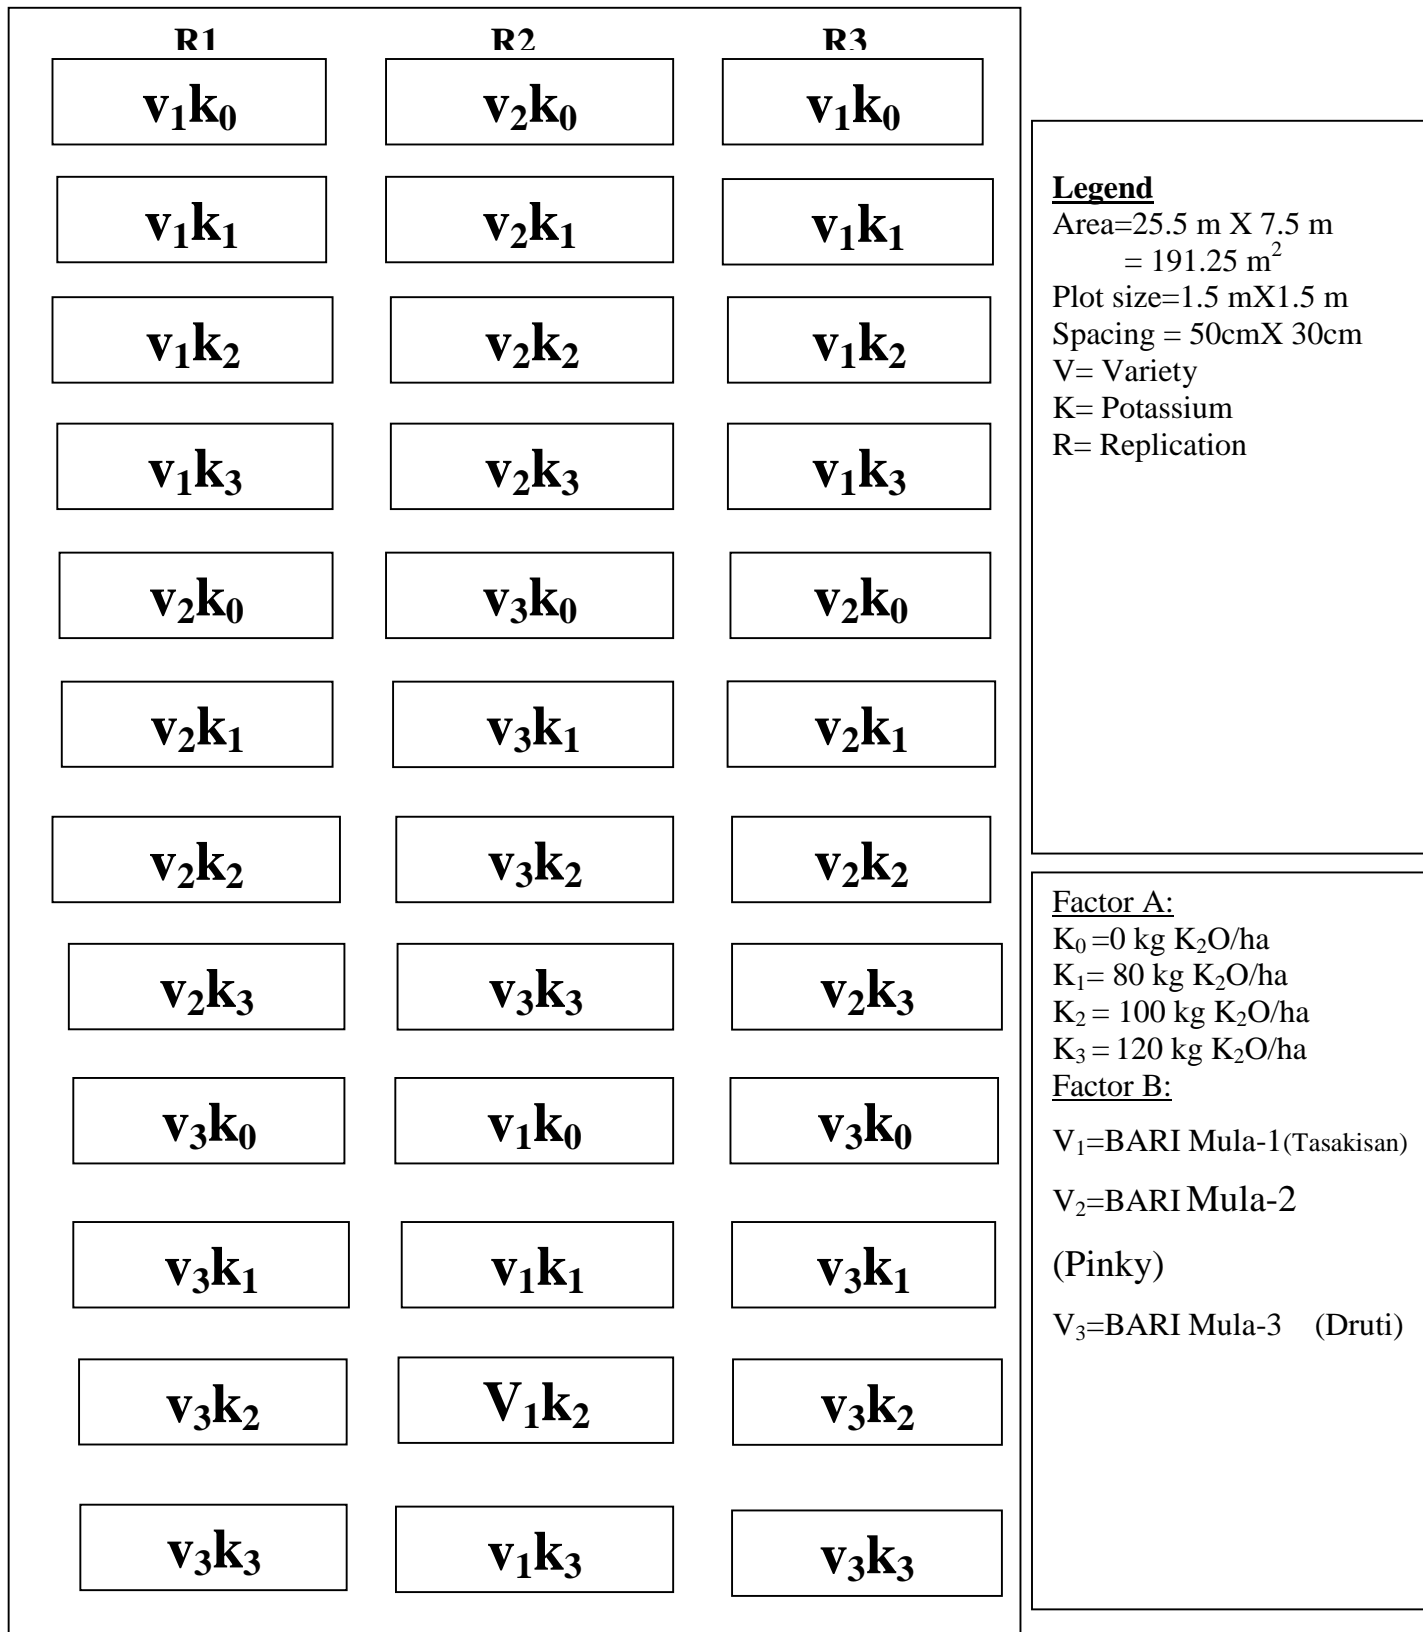 R1 R2 R3
v₁k₀ v₂k₀ v₁k₀
v₁k₁ v₂k₁ v₁k₁
v₁k₂ v₂k₂ v₁k₂
v₁k₃ v₂k₃ v₁k₃
v₂k₀ v₃k₀ v₂k₀
v₂k₁ v₃k₁ v₂k₁
v₂k₂ v₃k₂ v₂k₂
v₂k₃ v₃k₃ v₂k₃
v₃k₀ v₁k₀ v₃k₀
v₃k₁ v₁k₁ v₃k₁
v₃k₂ V₁k₂ v₃k₂
v₃k₃ v₁k₃ v₃k₃
Legend
Area=25.5 m X 7.5 m
= 191.25 m²
Plot size=1.5 mX1.5 m
Spacing = 50cmX 30cm
V= Variety
K= Potassium
R= Replication
Factor A:
K₀ =0 kg K₂O/ha
K₁= 80 kg K₂O/ha
K₂ = 100 kg K₂O/ha
K₃ = 120 kg K₂O/ha
Factor B:
V₁=BARI Mula-1(Tasakisan)
V₂=BARI Mula-2
(Pinky)
V₃=BARI Mula-3 (Druti)